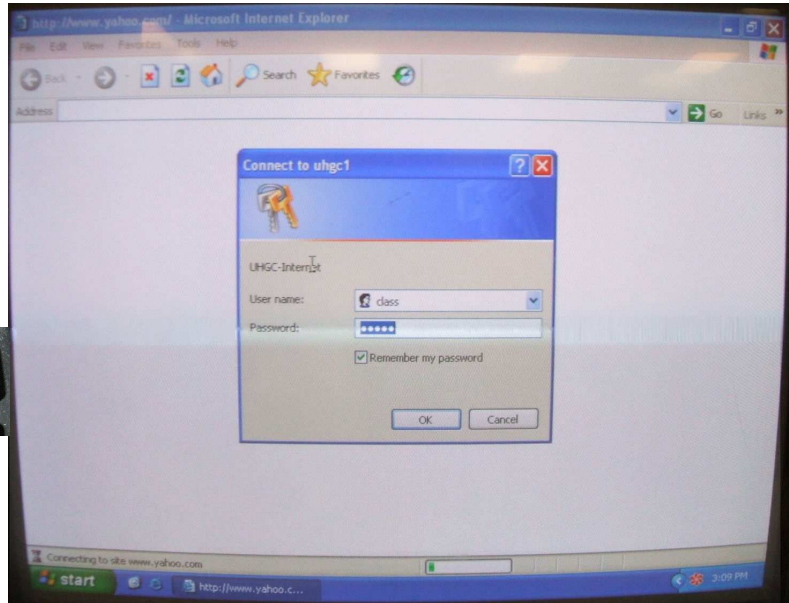 http://www.yahoo.com/ - Microsoft Internet Explorer
File Edit View Favorites Tools Help
Back Search Favorites
Address Go Links »
Connect to uhgc1
UHGC-Internet
User name: class
Password: •••••
Remember my password
OK Cancel
Connecting to site www.yahoo.com
start http://www.yahoo.c... 3:09 PM